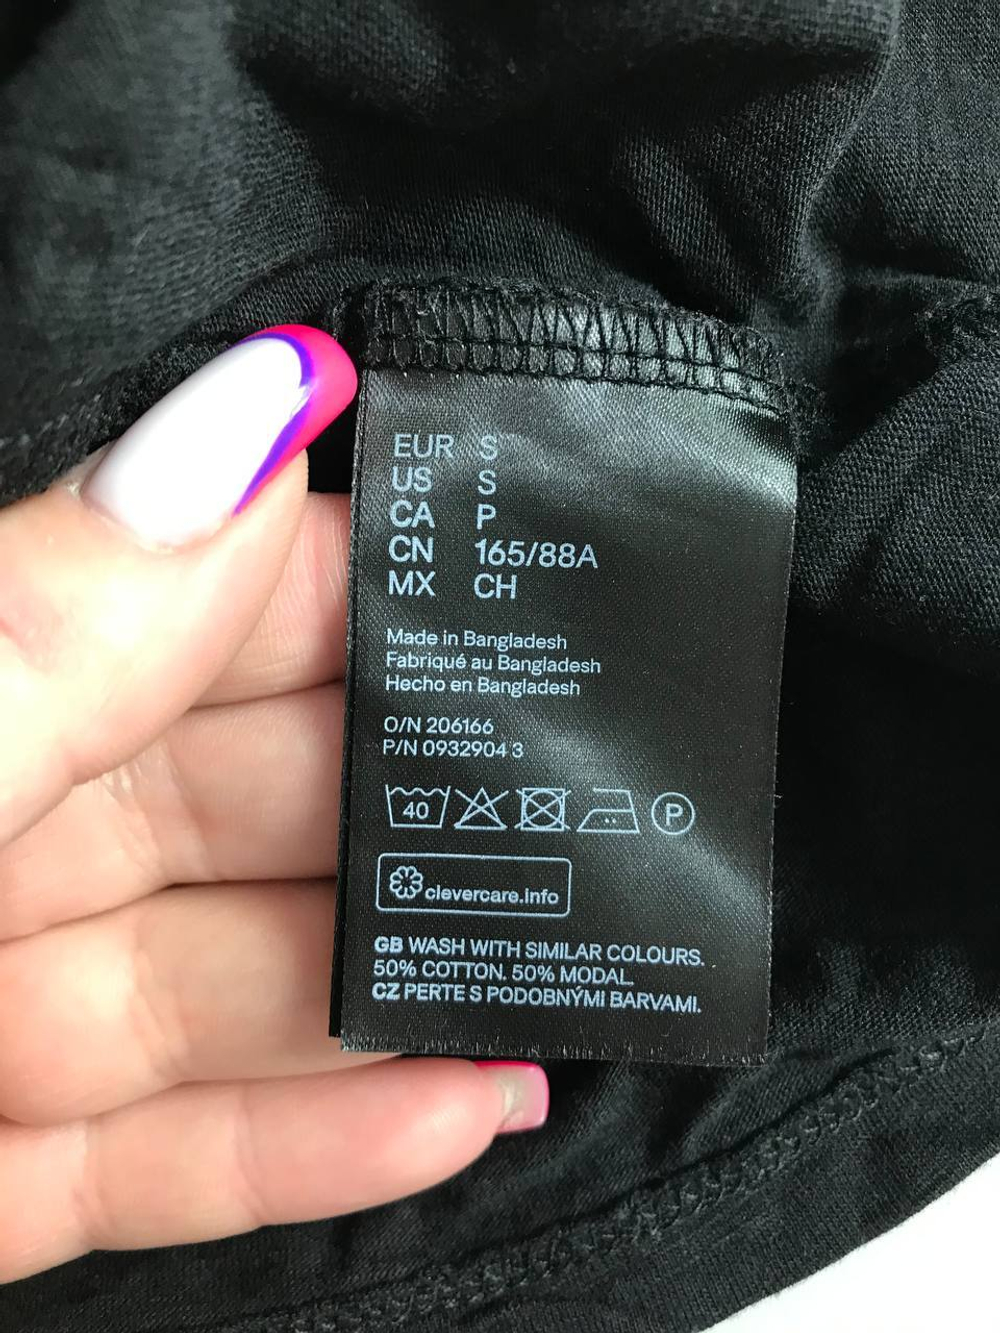 EUR S
US S
CA P
CN 165/88A
MX CH
Made in Bangladesh
Fabriqué au Bangladesh
Hecho en Bangladesh
O/N 206166
P/N 0932904 3
40 P
clevercare.info
GB WASH WITH SIMILAR COLOURS.
50% COTTON. 50% MODAL.
CZ PERTE S PODOBNÝMI BARVAMI.